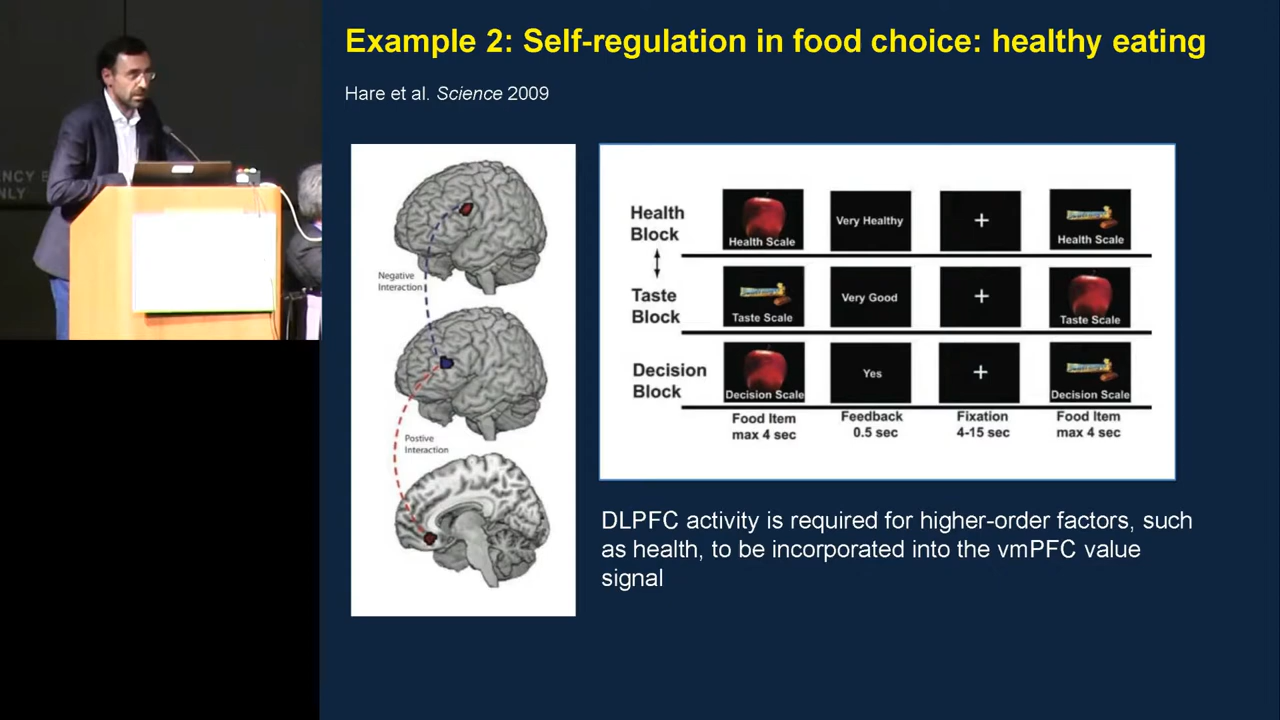 Example 2: Self-regulation in food choice: healthy eating
Hare et al. Science 2009
NCY E
NLY
Negative
Interaction
Postive
Interaction
Health
Block
Health Scale
Very Healthy
+
Health Scale
Taste
Block
Taste Scale
Very Good
+
Taste Scale
Decision
Block
Decision Scale
Yes
+
Decision Scale
Food Item
max 4 sec
Feedback
0.5 sec
Fixation
4-15 sec
Food Item
max 4 sec
DLPFC activity is required for higher-order factors, such
as health, to be incorporated into the vmPFC value
signal